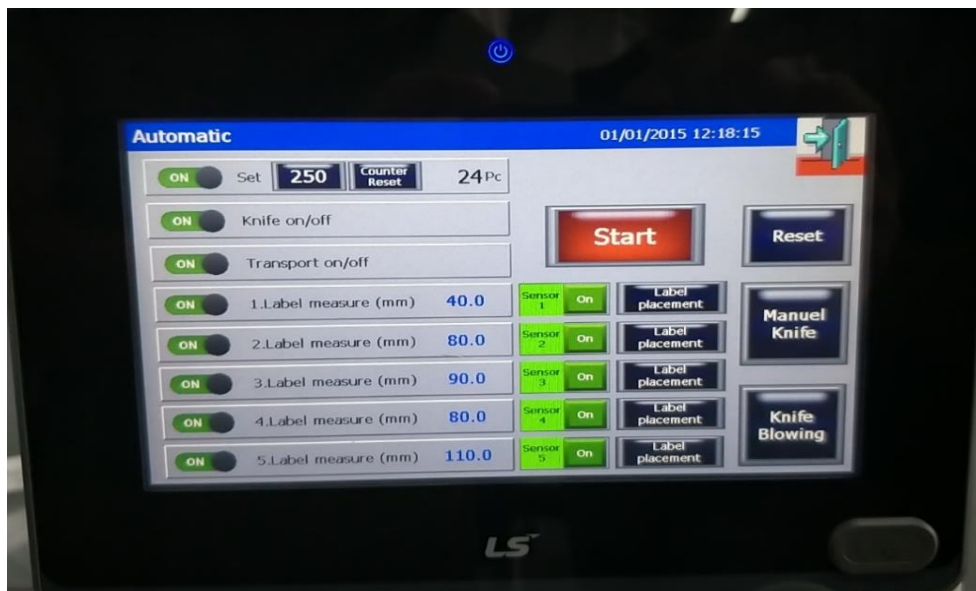 Automatic 01/01/2015 12:18:15
ON Set 250 Counter Reset 24 Pc
ON Knife on/off
Start Reset
ON Transport on/off
ON 1.Label measure (mm) 40.0 Sensor 1 On Label placement
Manuel Knife
ON 2.Label measure (mm) 80.0 Sensor 2 On Label placement
ON 3.Label measure (mm) 90.0 Sensor 3 On Label placement
ON 4.Label measure (mm) 80.0 Sensor 4 On Label placement
Knife Blowing
ON 5.Label measure (mm) 110.0 Sensor 5 On Label placement
LS